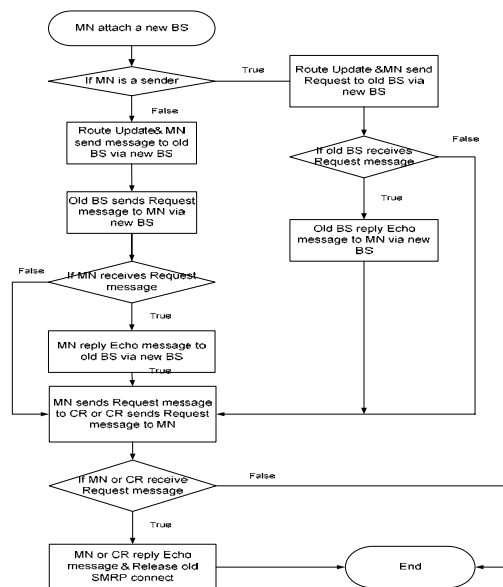 MN attach a new BS
If MN is a sender
True
Route Update &MN send
Request to old BS via
new BS
False
Route Update& MN
send message to old
BS via new BS
If old BS receives
Request message
False
True
Old BS sends Request
message to MN via
new BS
Old BS reply Echo
message to MN via new
BS
False
If MN receives Request
message
True
MN reply Echo message to
old BS via new BS
True
MN sends Request message
to CR or CR sends Request
message to MN
If MN or CR receive
Request message
False
True
MN or CR reply Echo
message & Release old
SMRP connect
End